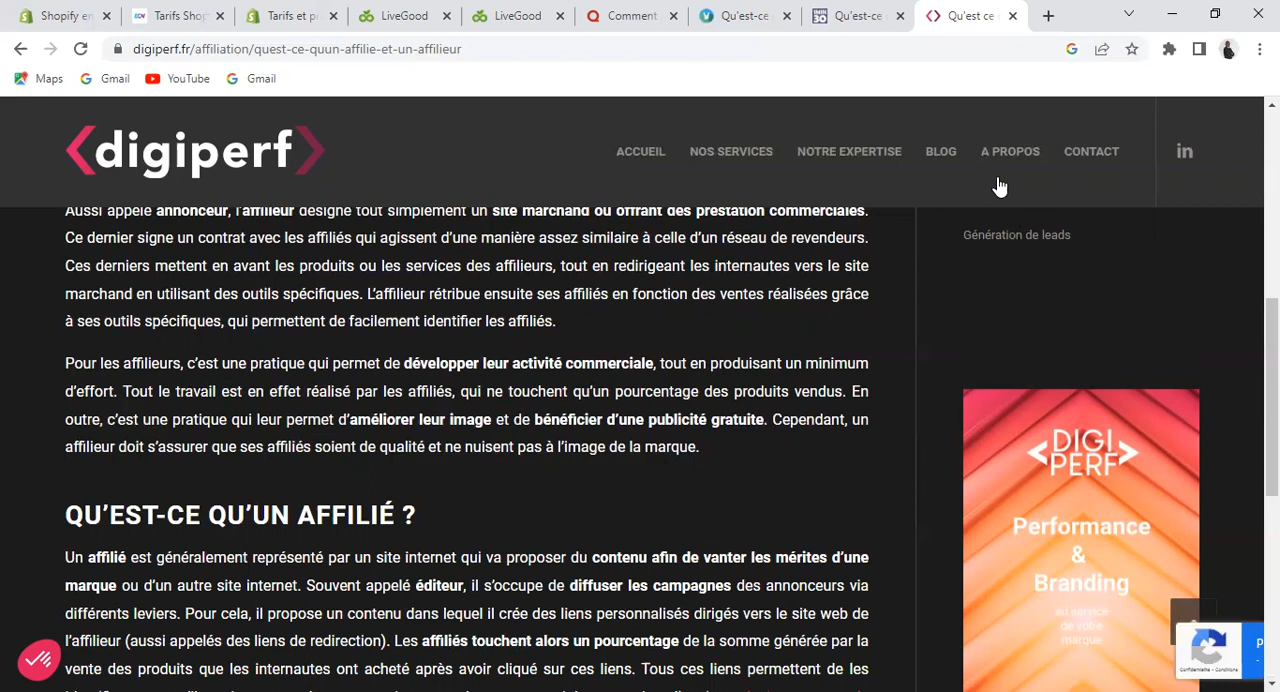 Shopify en
Tarifs Shop
Tarifs et p
LiveGood
LiveGood
Comment
Qu'est-ce
Qu'est-ce
Qu'est ce
digiperf.fr/affiliation/quest-ce-quun-affilie-et-un-affilieur
Maps
Gmail
YouTube
Gmail
digiperf
ACCUEIL
NOS SERVICES
NOTRE EXPERTISE
BLOG
A PROPOS
CONTACT
in
Aussi appelé annonceur, l'affilieur désigne tout simplement un site marchand ou offrant des prestation commerciales.
Ce dernier signe un contrat avec les affiliés qui agissent d'une manière assez similaire à celle d'un réseau de revendeurs.
Ces derniers mettent en avant les produits ou les services des affilieurs, tout en redirigeant les internautes vers le site
marchand en utilisant des outils spécifiques. L'affilieur rétribue ensuite ses affiliés en fonction des ventes réalisées grâce
à ses outils spécifiques, qui permettent de facilement identifier les affiliés.
Pour les affilieurs, c'est une pratique qui permet de développer leur activité commerciale, tout en produisant un minimum
d'effort. Tout le travail est en effet réalisé par les affiliés, qui ne touchent qu'un pourcentage des produits vendus. En
outre, c'est une pratique qui leur permet d'améliorer leur image et de bénéficier d'une publicité gratuite. Cependant, un
affilieur doit s'assurer que ses affiliés soient de qualité et ne nuisent pas à l'image de la marque.
QU'EST-CE QU'UN AFFILIÉ ?
Un affilié est généralement représenté par un site internet qui va proposer du contenu afin de vanter les mérites d'une
marque ou d'un autre site internet. Souvent appelé éditeur, il s'occupe de diffuser les campagnes des annonceurs via
différents leviers. Pour cela, il propose un contenu dans lequel il crée des liens personnalisés dirigés vers le site web de
l'affilieur (aussi appelés des liens de redirection). Les affiliés touchent alors un pourcentage de la somme générée par la
vente des produits que les internautes ont acheté après avoir cliqué sur ces liens. Tous ces liens permettent de les
Génération de leads
DIGI
PERF
Performance
&
Branding
au service
de votre
marque
Confidentialité - Conditions